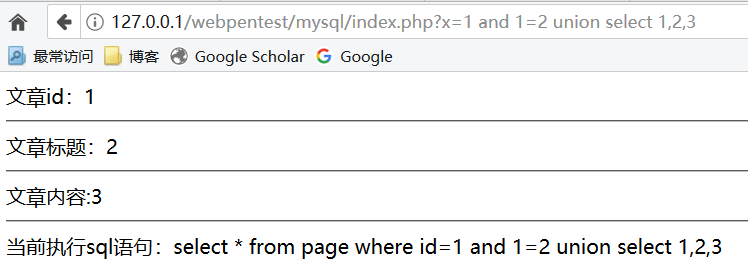 127.0.0.1/webpentest/mysql/index.php?x=1 and 1=2 union select 1,2,3
最常访问 博客 Google Scholar Google
文章id：1
文章标题：2
文章内容:3
当前执行sql语句：select * from page where id=1 and 1=2 union select 1,2,3